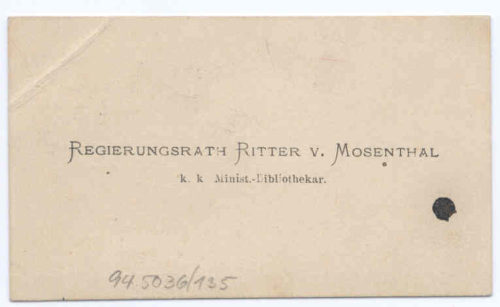 REGIERUNGSRATH RITTER V. MOSENTHAL
k. k Minist.-Bibliothekar.
94 5036/135